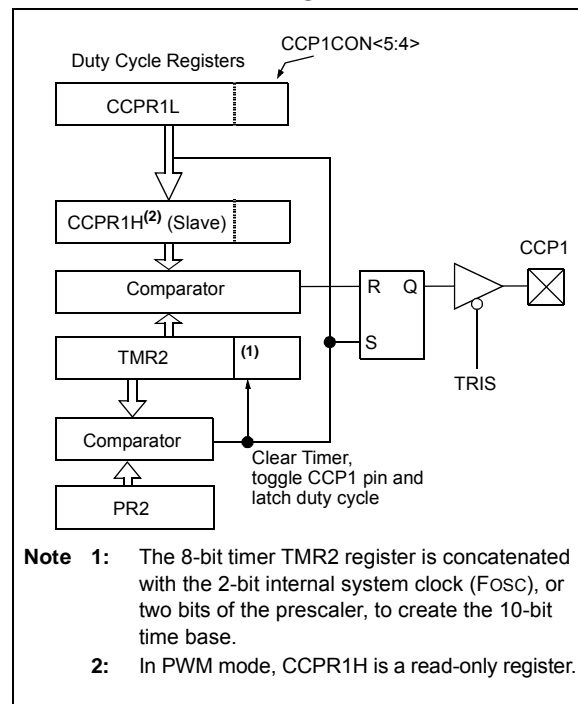 CCP1CON<5:4>
Duty Cycle Registers
CCPR1L
CCPR1H(2) (Slave)
CCP1
Comparator
R Q
TMR2
(1)
S
TRIS
Comparator
Clear Timer,
toggle CCP1 pin and
latch duty cycle
PR2
Note 1: The 8-bit timer TMR2 register is concatenated
with the 2-bit internal system clock (FOSC), or
two bits of the prescaler, to create the 10-bit
time base.
2: In PWM mode, CCPR1H is a read-only register.